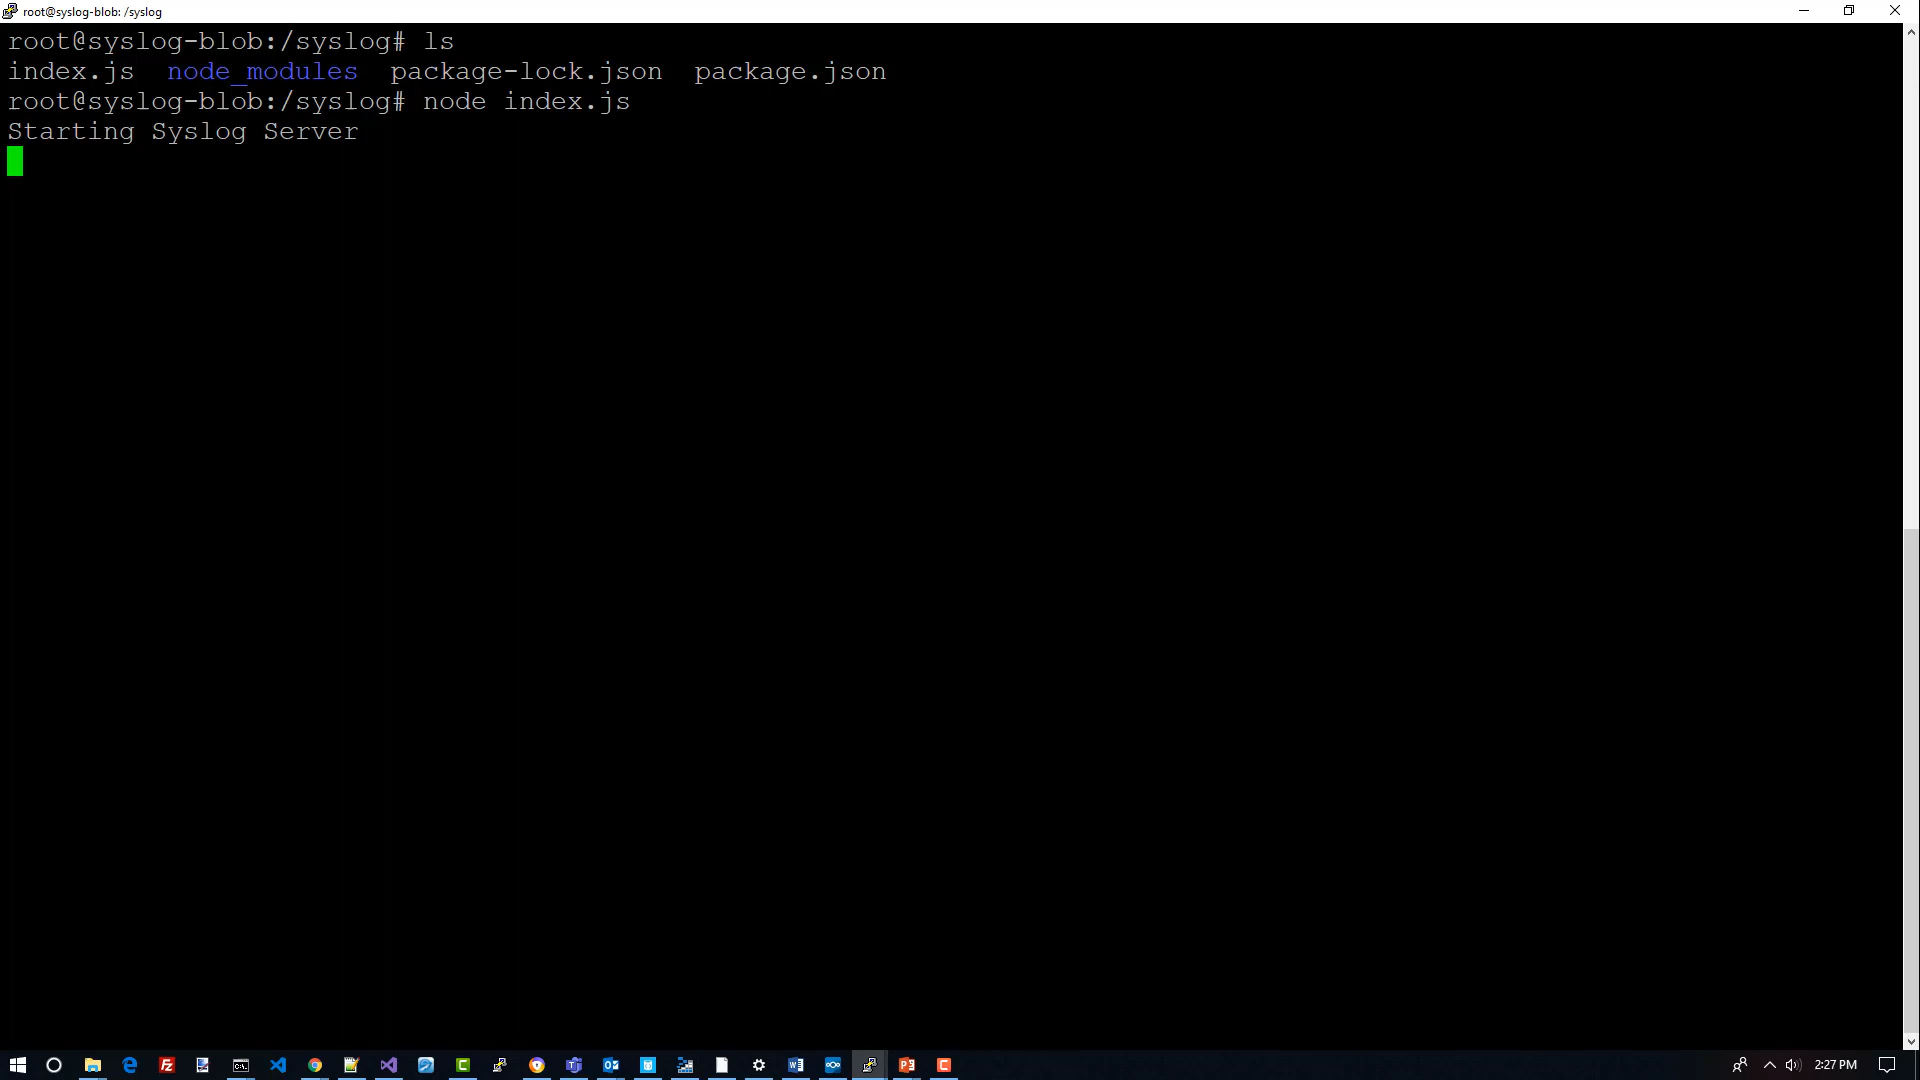 root@syslog-blob: /syslog
root@syslog-blob:/syslog# ls
index.js  node_modules  package-lock.json  package.json
root@syslog-blob:/syslog# node index.js
Starting Syslog Server
2:27 PM